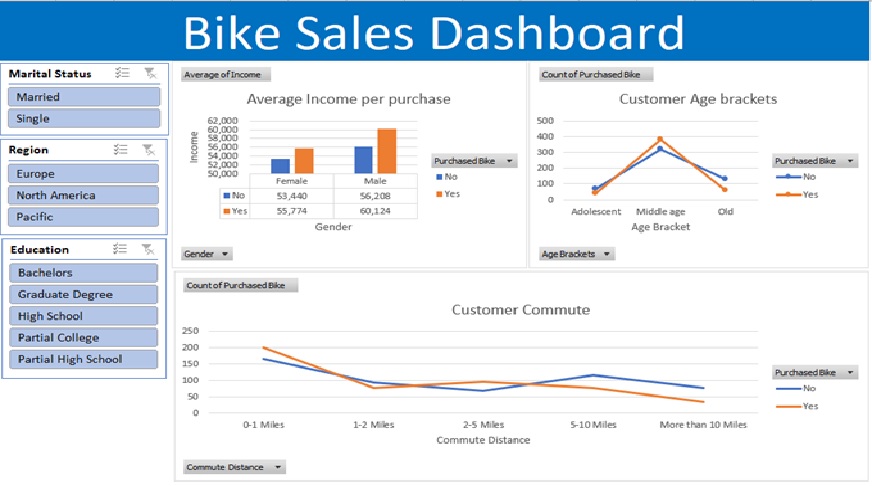 Bike Sales Dashboard
Marital Status
Married
Single
Region
Europe
North America
Pacific
Education
Bachelors
Graduate Degree
High School
Partial College
Partial High School
Average of Income
Average Income per purchase
Income
62,000
60,000
58,000
56,000
54,000
52,000
50,000
Female Male
No 53,440 56,208
Yes 55,774 60,124
Gender
Purchased Bike
No
Yes
Gender
Count of Purchased Bike
Customer Age brackets
500
400
300
200
100
0
Adolescent Middle age Old
Age Bracket
Purchased Bike
No
Yes
Age Brackets
Count of Purchased Bike
Customer Commute
250
200
150
100
50
0
0-1 Miles 1-2 Miles 2-5 Miles 5-10 Miles More than 10 Miles
Commute Distance
Purchased Bike
No
Yes
Commute Distance